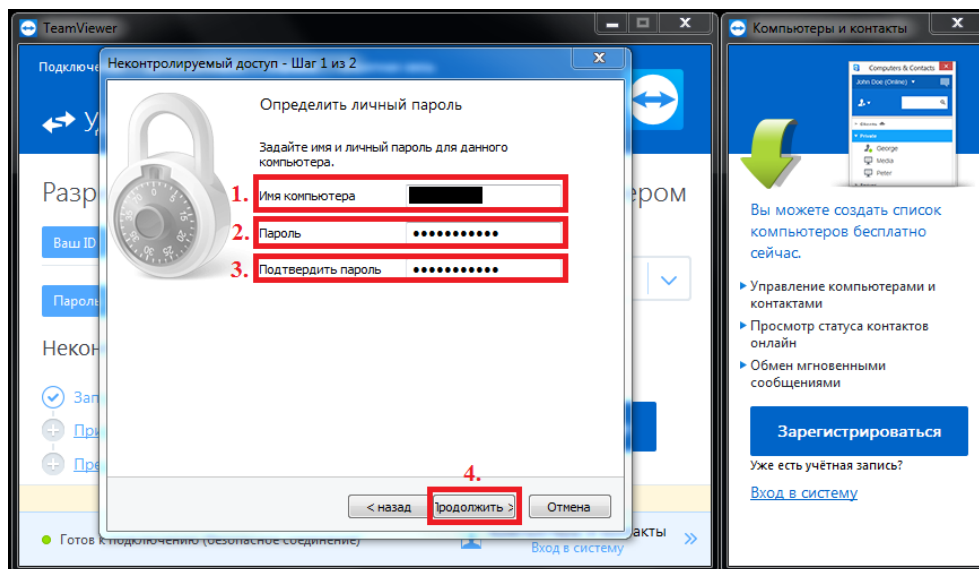 TeamViewer
Подключе
Неконтролируемый доступ - Шаг 1 из 2
Определить личный пароль
Задайте имя и личный пароль для данного
компьютера.
1. Имя компьютера
2. Пароль
3. Подтвердить пароль
4.
< назад
Продолжить >
Отмена
Разр
ером
Ваш ID
Пароль
Некон
Зап
При
Пре
Готов к подключению (безопасное соединение)
акты
Вход в систему
Компьютеры и контакты
Computers & Contacts
John Doe (Online)
Private
George
Media
Peter
Вы можете создать список
компьютеров бесплатно
сейчас.
Управление компьютерами и
контактами
Просмотр статуса контактов
онлайн
Обмен мгновенными
сообщениями
Зарегистрироваться
Уже есть учётная запись?
Вход в систему